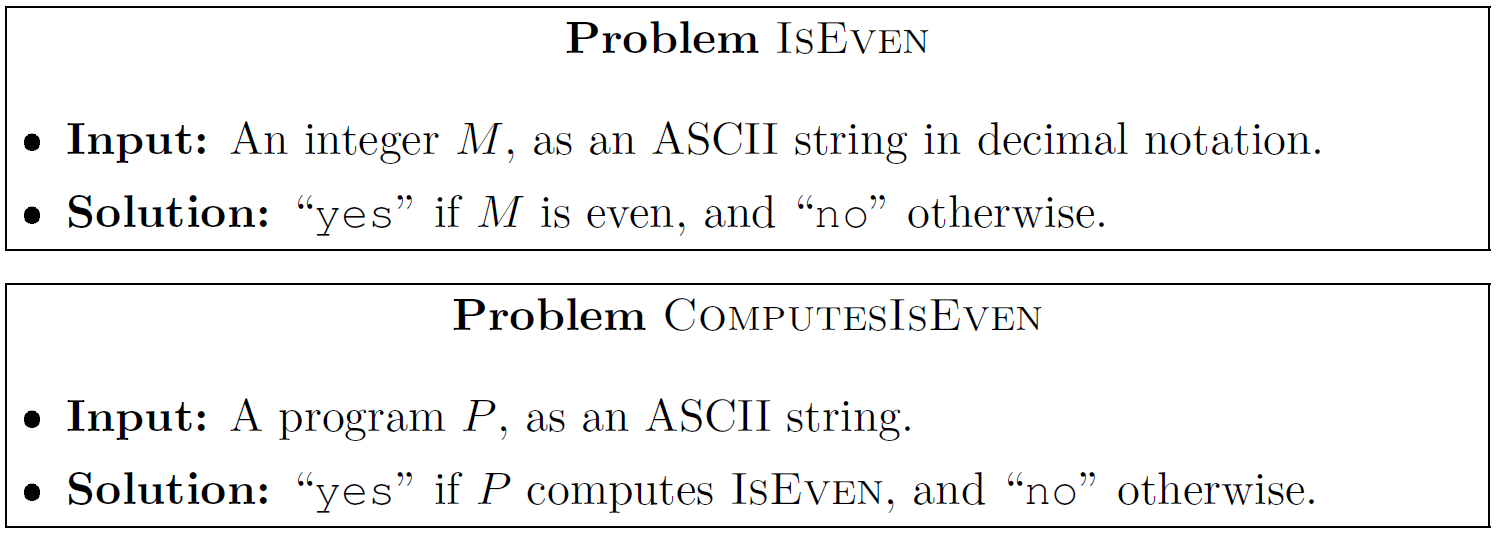 Problem IsEven
• Input: An integer M, as an ASCII string in decimal notation.
• Solution: “yes” if M is even, and “no” otherwise.
Problem ComputesIsEven
• Input: A program P, as an ASCII string.
• Solution: “yes” if P computes IsEven, and “no” otherwise.